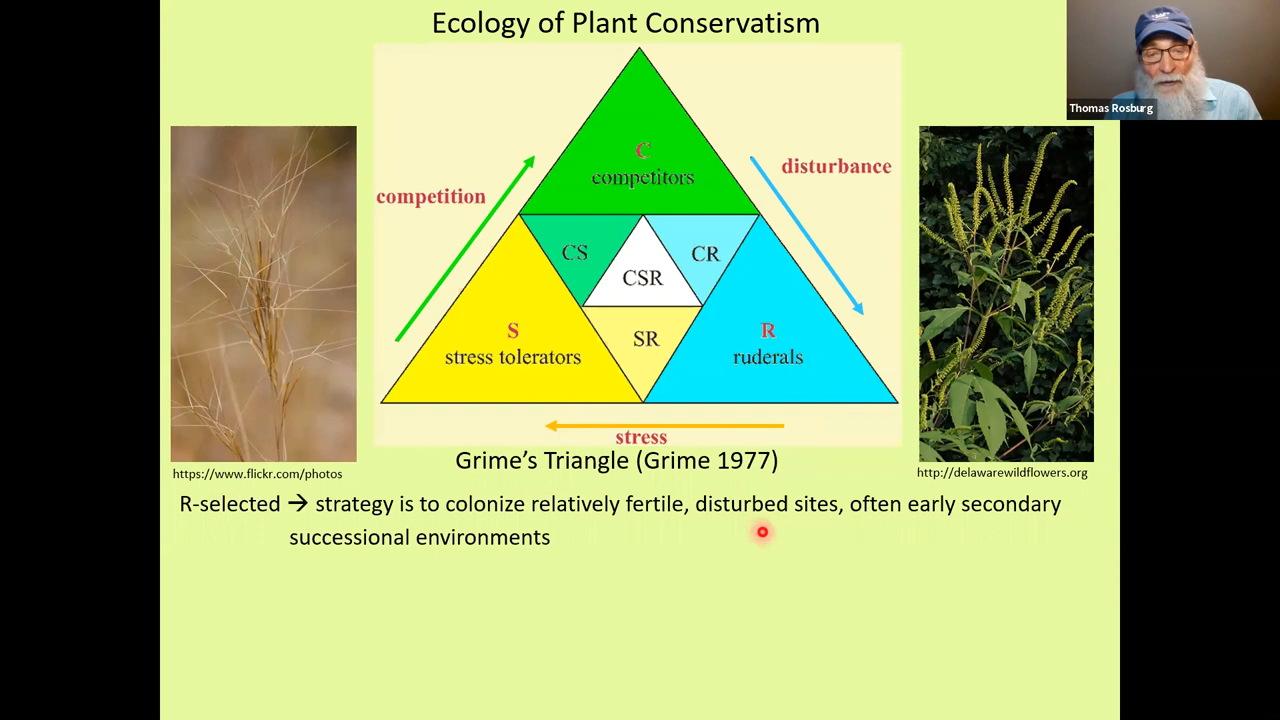 Ecology of Plant Conservatism
Thomas Rosburg
C
competitors
competition
disturbance
CS
CSR
CR
S
stress tolerators
SR
R
ruderals
stress
Grime's Triangle (Grime 1977)
https://www.flickr.com/photos
http://delawarewildflowers.org
R-selected → strategy is to colonize relatively fertile, disturbed sites, often early secondary
successional environments